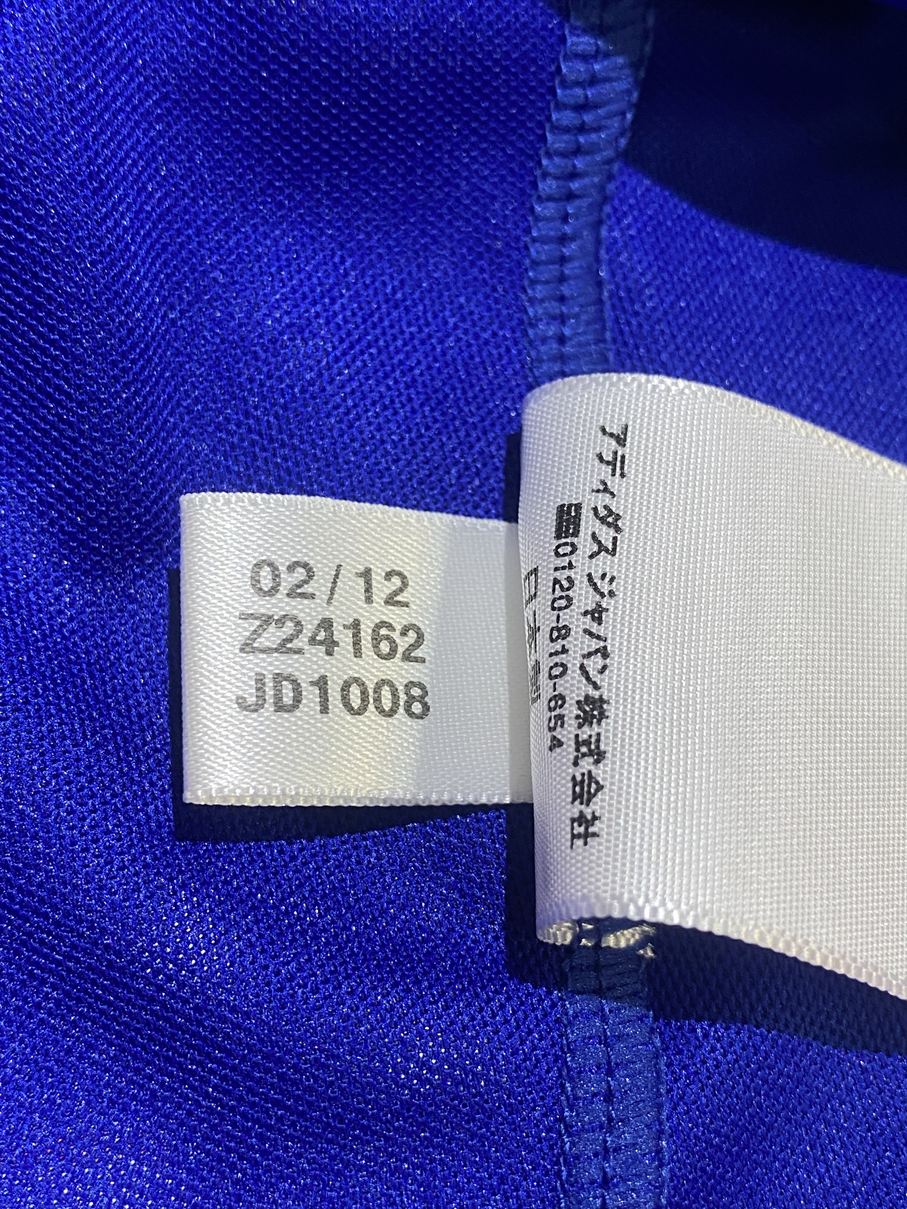 02/12
Z24162
JD1008
アディダス ジャパン株式会社
0120-810-654
日本製